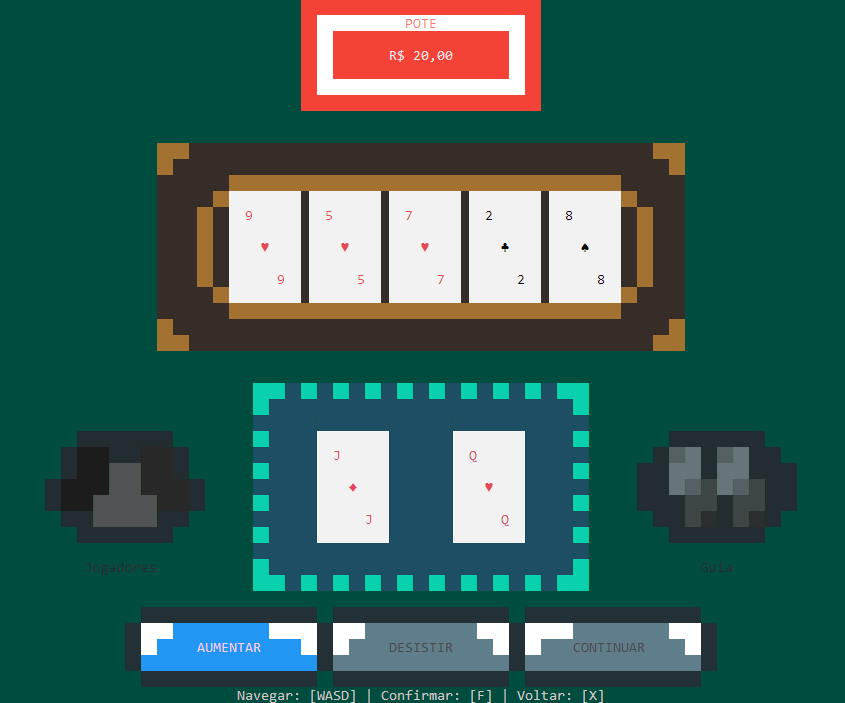 POTE
R$ 20,00
9 5 7 2 8
♥ ♥ ♥ ♣ ♠
9 5 7 2 8
J Q
♦ ♥
J Q
Jogadores Guia
AUMENTAR DESISTIR CONTINUAR
Navegar: [WASD] | Confirmar: [F] | Voltar: [X]